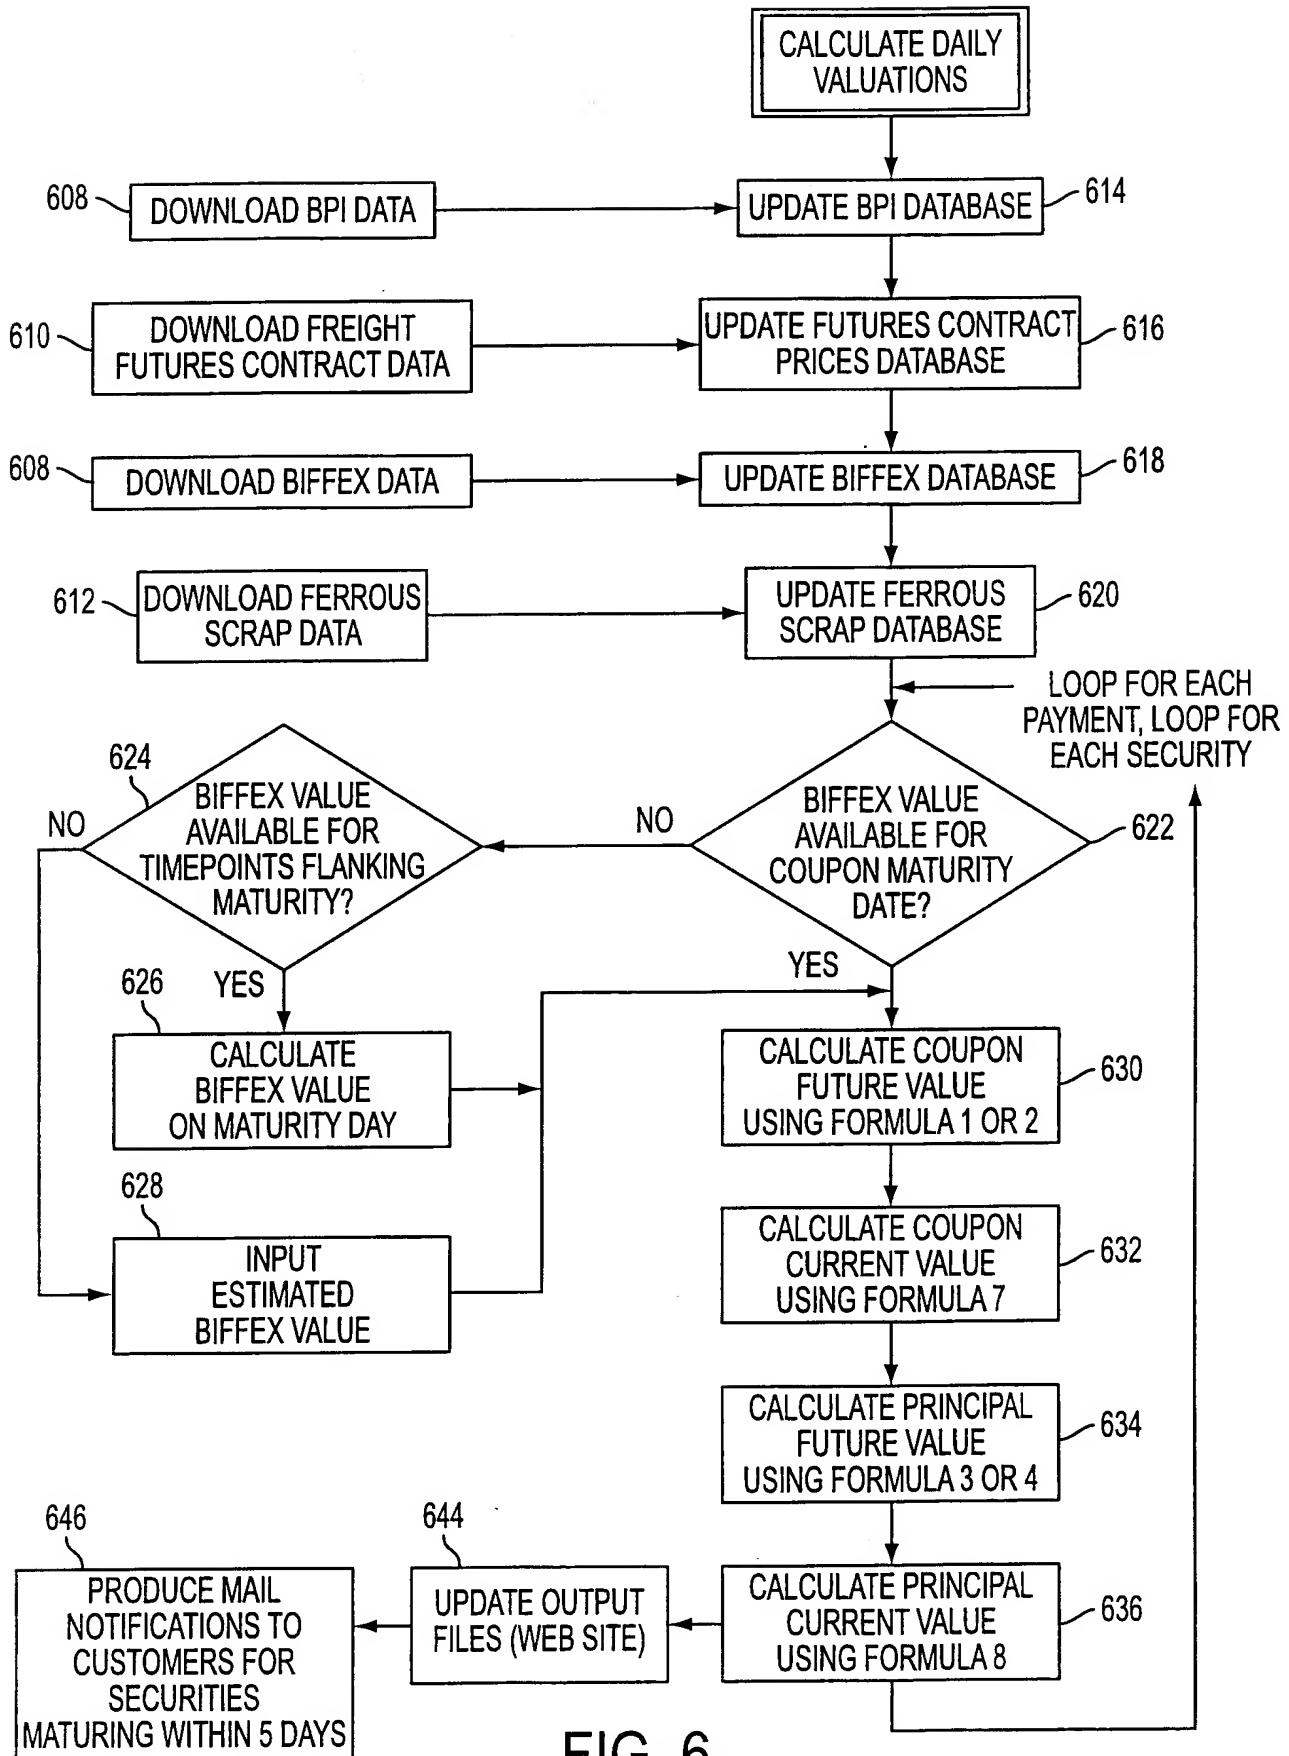 CALCULATE DAILY
VALUATIONS
608
DOWNLOAD BPI DATA
UPDATE BPI DATABASE
614
610
DOWNLOAD FREIGHT
FUTURES CONTRACT DATA
UPDATE FUTURES CONTRACT
PRICES DATABASE
616
608
DOWNLOAD BIFFEX DATA
UPDATE BIFFEX DATABASE
618
612
DOWNLOAD FERROUS
SCRAP DATA
UPDATE FERROUS
SCRAP DATABASE
620
LOOP FOR EACH
PAYMENT, LOOP FOR
EACH SECURITY
624
NO
BIFFEX VALUE
AVAILABLE FOR
TIMEPOINTS FLANKING
MATURITY?
NO
BIFFEX VALUE
AVAILABLE FOR
COUPON MATURITY
DATE?
622
YES
YES
626
CALCULATE
BIFFEX VALUE
ON MATURITY DAY
CALCULATE COUPON
FUTURE VALUE
USING FORMULA 1 OR 2
630
628
INPUT
ESTIMATED
BIFFEX VALUE
CALCULATE COUPON
CURRENT VALUE
USING FORMULA 7
632
CALCULATE PRINCIPAL
FUTURE VALUE
USING FORMULA 3 OR 4
634
646
PRODUCE MAIL
NOTIFICATIONS TO
CUSTOMERS FOR
SECURITIES
MATURING WITHIN 5 DAYS
644
UPDATE OUTPUT
FILES (WEB SITE)
CALCULATE PRINCIPAL
CURRENT VALUE
USING FORMULA 8
636
FIG. 6